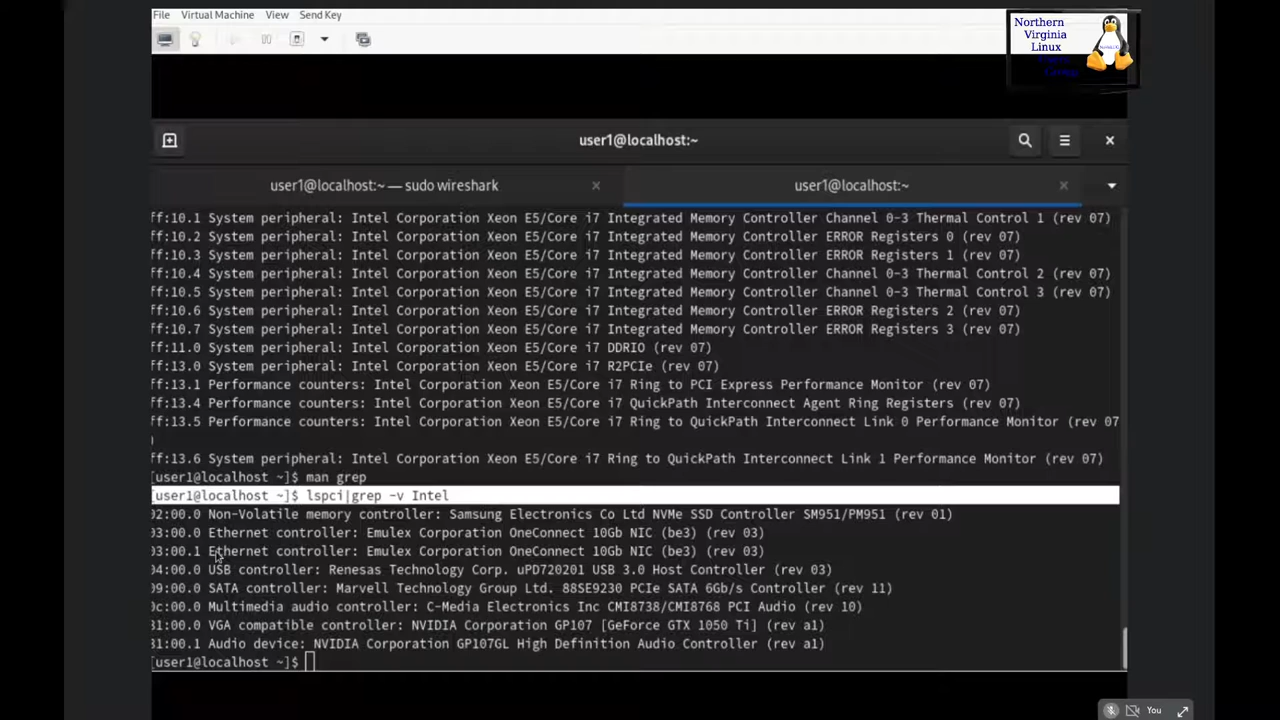 File Virtual Machine View Send Key
Northern
Virginia
Linux
user1@localhost:~
user1@localhost:~ — sudo wireshark
user1@localhost:~
ff:10.1 System peripheral: Intel Corporation Xeon E5/Core i7 Integrated Memory Controller Channel 0-3 Thermal Control 1 (rev 07)
ff:10.2 System peripheral: Intel Corporation Xeon E5/Core i7 Integrated Memory Controller ERROR Registers 0 (rev 07)
ff:10.3 System peripheral: Intel Corporation Xeon E5/Core i7 Integrated Memory Controller ERROR Registers 1 (rev 07)
ff:10.4 System peripheral: Intel Corporation Xeon E5/Core i7 Integrated Memory Controller Channel 0-3 Thermal Control 2 (rev 07)
ff:10.5 System peripheral: Intel Corporation Xeon E5/Core i7 Integrated Memory Controller Channel 0-3 Thermal Control 3 (rev 07)
ff:10.6 System peripheral: Intel Corporation Xeon E5/Core i7 Integrated Memory Controller ERROR Registers 2 (rev 07)
ff:10.7 System peripheral: Intel Corporation Xeon E5/Core i7 Integrated Memory Controller ERROR Registers 3 (rev 07)
ff:11.0 System peripheral: Intel Corporation Xeon E5/Core i7 DDRIO (rev 07)
ff:13.0 System peripheral: Intel Corporation Xeon E5/Core i7 R2PCIe (rev 07)
ff:13.1 Performance counters: Intel Corporation Xeon E5/Core i7 Ring to PCI Express Performance Monitor (rev 07)
ff:13.4 Performance counters: Intel Corporation Xeon E5/Core i7 QuickPath Interconnect Agent Ring Registers (rev 07)
ff:13.5 Performance counters: Intel Corporation Xeon E5/Core i7 Ring to QuickPath Interconnect Link 0 Performance Monitor (rev 07
)
ff:13.6 System peripheral: Intel Corporation Xeon E5/Core i7 Ring to QuickPath Interconnect Link 1 Performance Monitor (rev 07)
[user1@localhost ~]$ man grep
[user1@localhost ~]$ lspci|grep -v Intel
02:00.0 Non-Volatile memory controller: Samsung Electronics Co Ltd NVMe SSD Controller SM951/PM951 (rev 01)
03:00.0 Ethernet controller: Emulex Corporation OneConnect 10Gb NIC (be3) (rev 03)
03:00.1 Ethernet controller: Emulex Corporation OneConnect 10Gb NIC (be3) (rev 03)
04:00.0 USB controller: Renesas Technology Corp. uPD720201 USB 3.0 Host Controller (rev 03)
09:00.0 SATA controller: Marvell Technology Group Ltd. 88SE9230 PCIe SATA 6Gb/s Controller (rev 11)
0c:00.0 Multimedia audio controller: C-Media Electronics Inc CMI8738/CMI8768 PCI Audio (rev 10)
81:00.0 VGA compatible controller: NVIDIA Corporation GP107 [GeForce GTX 1050 Ti] (rev a1)
81:00.1 Audio device: NVIDIA Corporation GP107GL High Definition Audio Controller (rev a1)
[user1@localhost ~]$
You